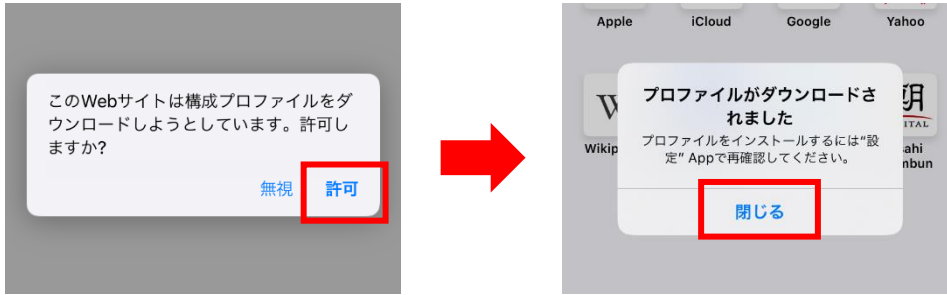 このWebサイトは構成プロファイルをダ
ウンロードしようとしています。許可し
ますか?
無視 許可
Apple iCloud Google Yahoo
プロファイルがダウンロードさ
れました
プロファイルをインストールするには“設
定” Appで再確認してください。
閉じる
W
Wikip
朝
ITAL
ahi
nbun